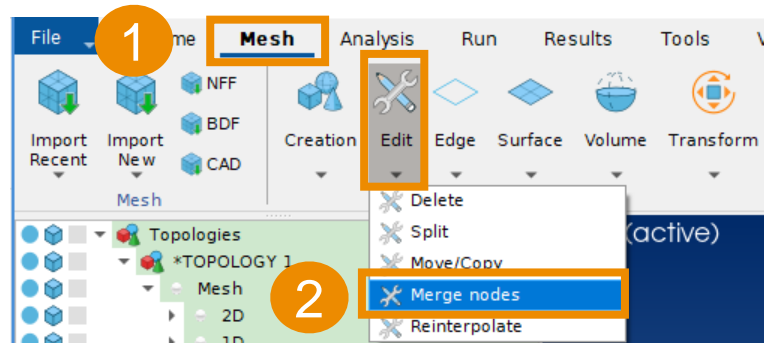 1
File
me
Mesh
Analysis
Run
Results
Tools
NFF
BDF
CAD
Import
Recent
Import
New
Creation
Edit
Edge
Surface
Volume
Transform
Mesh
Delete
Split
Move/Copy
Merge nodes
Reinterpolate
(active)
Topologies
*TOPOLOGY 1
Mesh
2D
1D
2